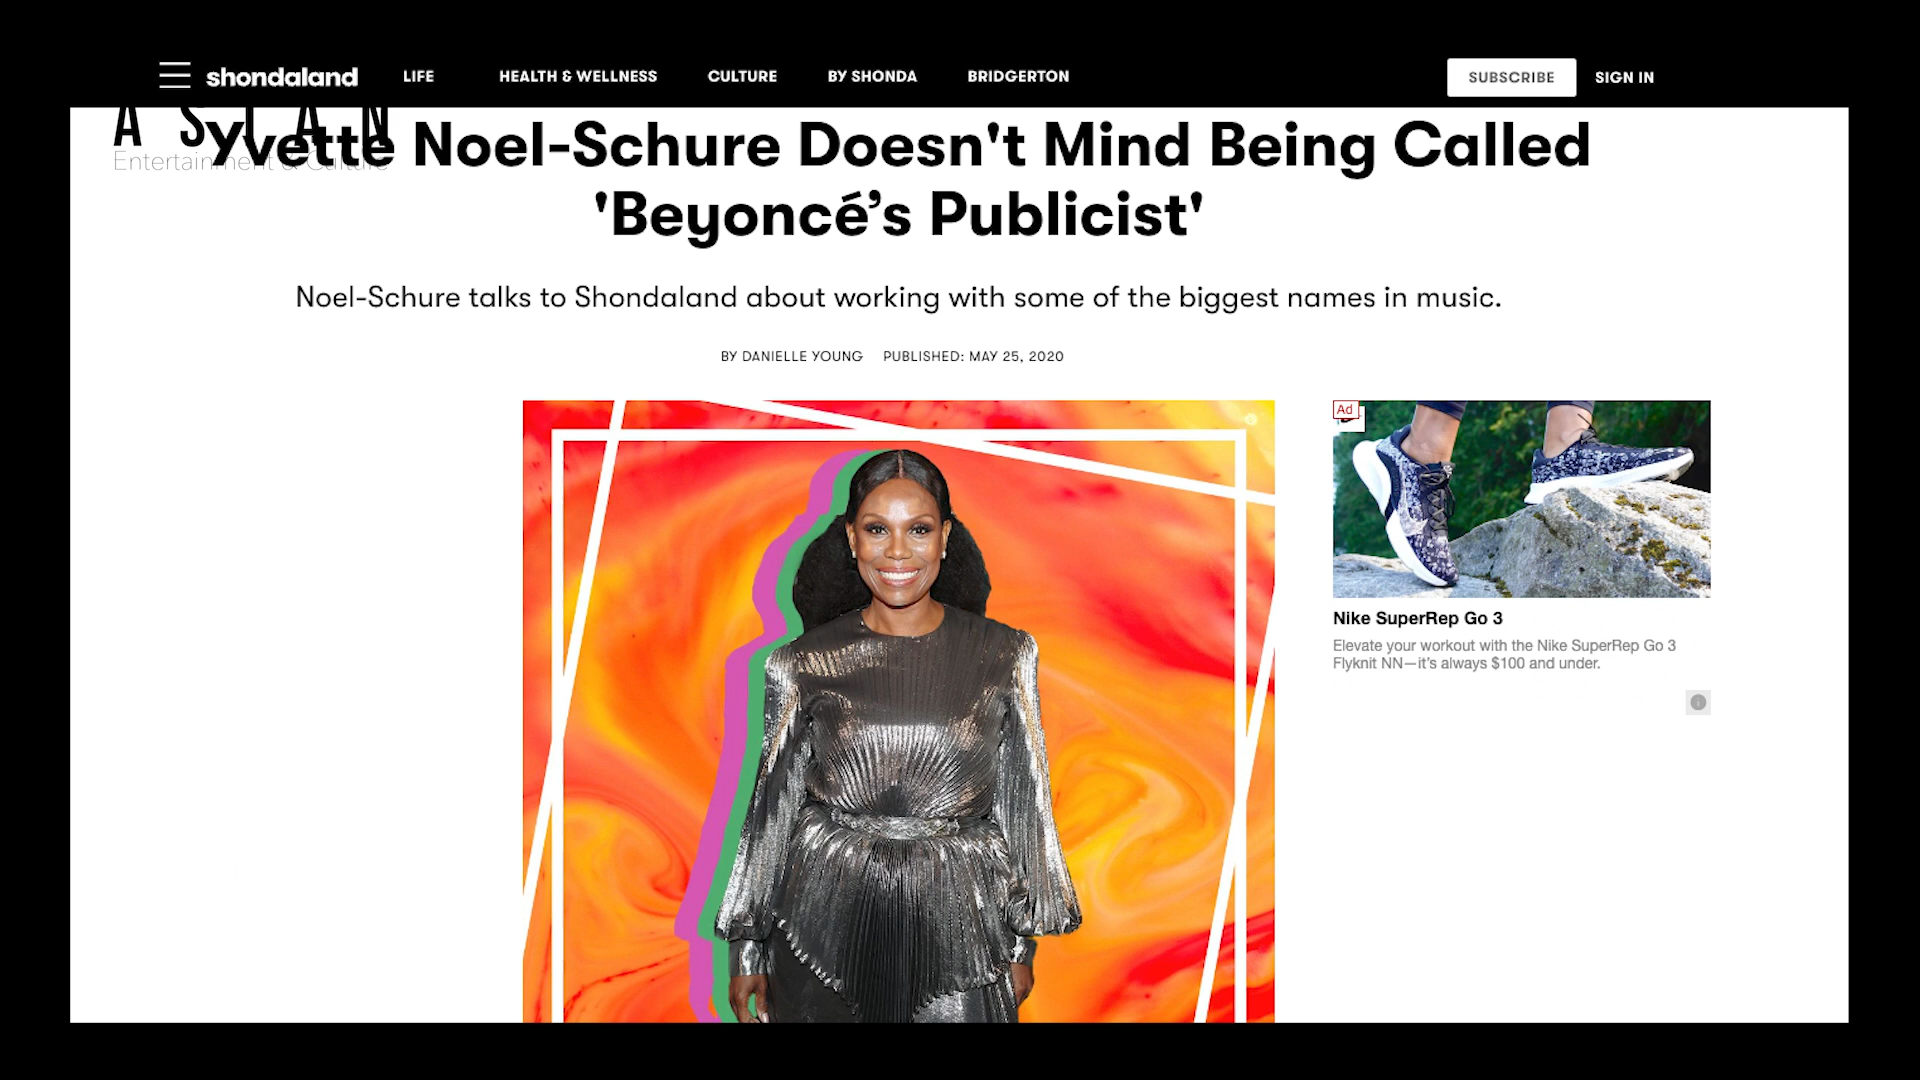 shondaland
LIFE
HEALTH & WELLNESS
CULTURE
BY SHONDA
BRIDGERTON
SUBSCRIBE
SIGN IN
ASIAN
Entertainment & Culture
Yvette Noel-Schure Doesn't Mind Being Called
'Beyoncé’s Publicist'
Noel-Schure talks to Shondaland about working with some of the biggest names in music.
BY DANIELLE YOUNG PUBLISHED: MAY 25, 2020
Ad
Nike SuperRep Go 3
Elevate your workout with the Nike SuperRep Go 3
Flyknit NN—it’s always $100 and under.